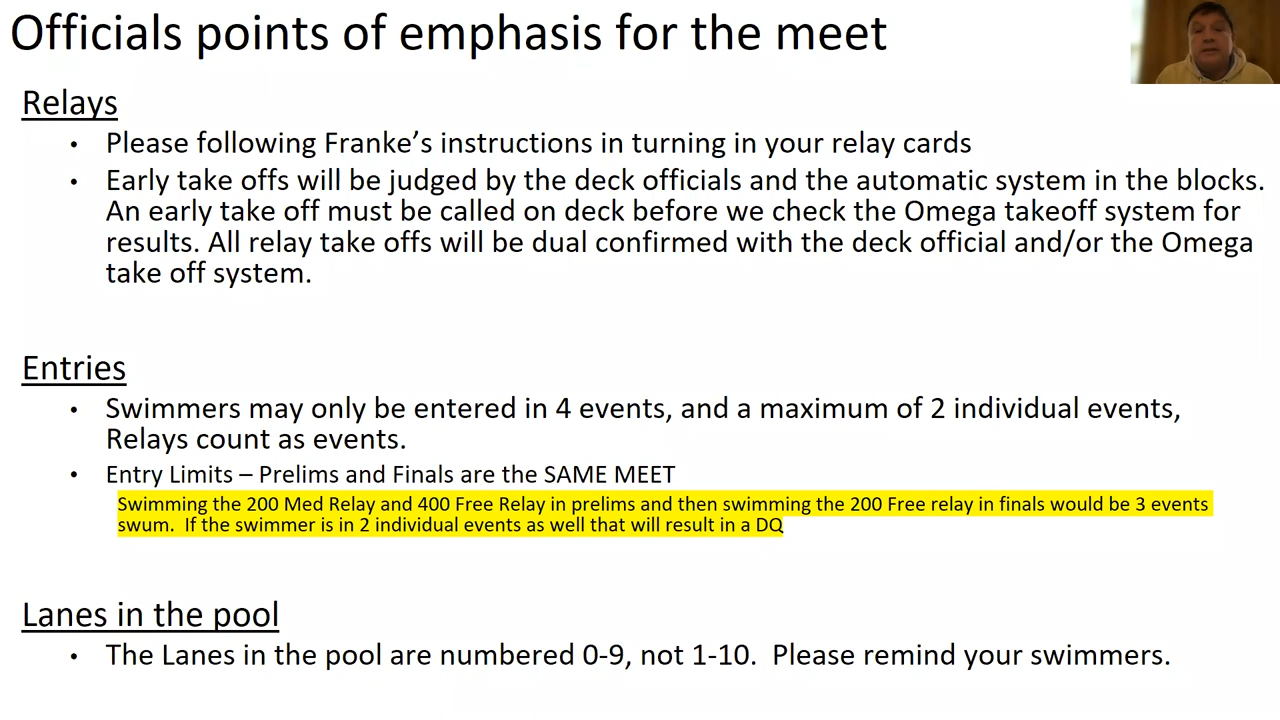 Officials points of emphasis for the meet
Relays
• Please following Franke's instructions in turning in your relay cards
• Early take offs will be judged by the deck officials and the automatic system in the blocks.
An early take off must be called on deck before we check the Omega takeoff system for
results. All relay take offs will be dual confirmed with the deck official and/or the Omega
take off system.
Entries
• Swimmers may only be entered in 4 events, and a maximum of 2 individual events,
Relays count as events.
• Entry Limits – Prelims and Finals are the SAME MEET
Swimming the 200 Med Relay and 400 Free Relay in prelims and then swimming the 200 Free relay in finals would be 3 events
swum.  If the swimmer is in 2 individual events as well that will result in a DQ
Lanes in the pool
• The Lanes in the pool are numbered 0-9, not 1-10.  Please remind your swimmers.